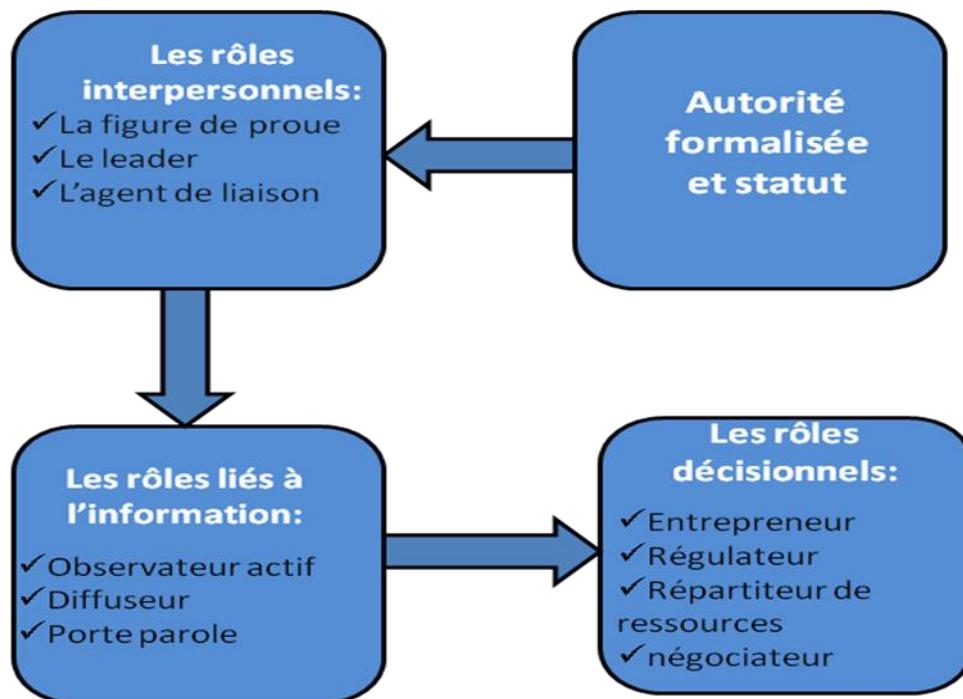 Les rôles
interpersonnels:
✓La figure de proue
✓Le leader
✓L'agent de liaison
Autorité
formalisée
et statut
Les rôles liés à
l'information:
✓Observateur actif
✓Diffuseur
✓Porte parole
Les rôles
décisionnels:
✓Entrepreneur
✓Régulateur
✓Répartiteur de
ressources
✓négociateur